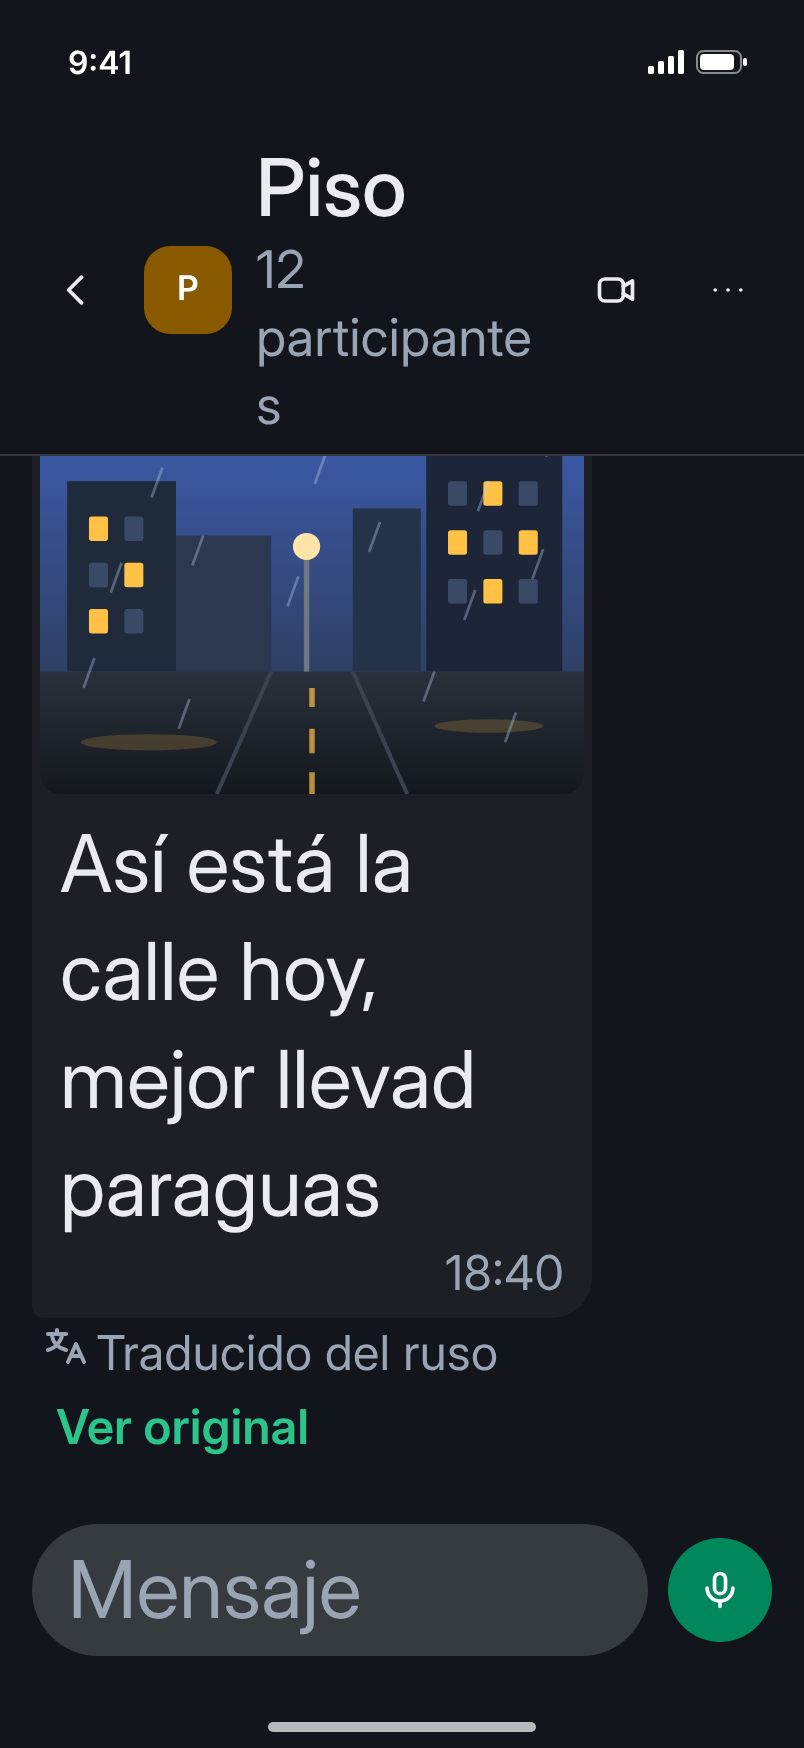 9:41
Piso
P
12
participante
s
Así está la
calle hoy,
mejor llevad
paraguas
18:40
Traducido del ruso
Ver original
Mensaje